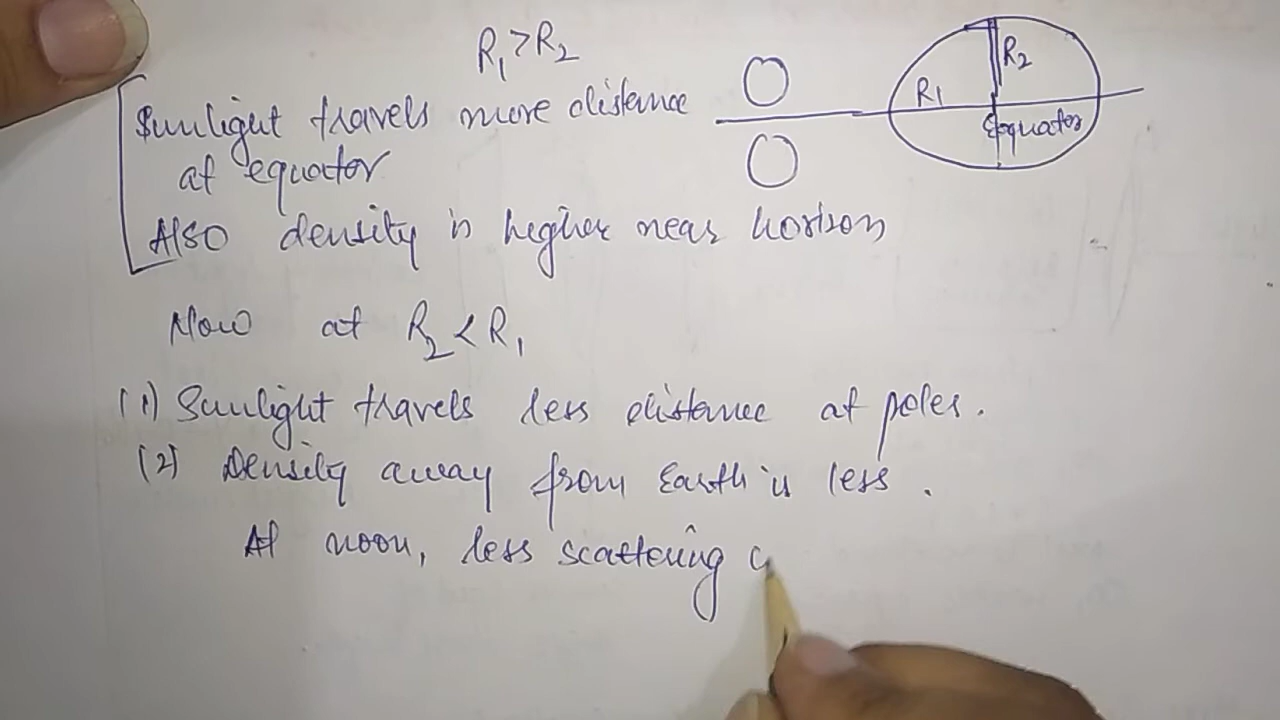 R₁>R₂
R₂
R₁
Equator
Sunlight travels more distance
at equator
Also density is higher near horizon
Now at R₂<R₁
(1) Sunlight travels less distance at poles.
(2) Density away from Earth is less.
At noon, less scattering